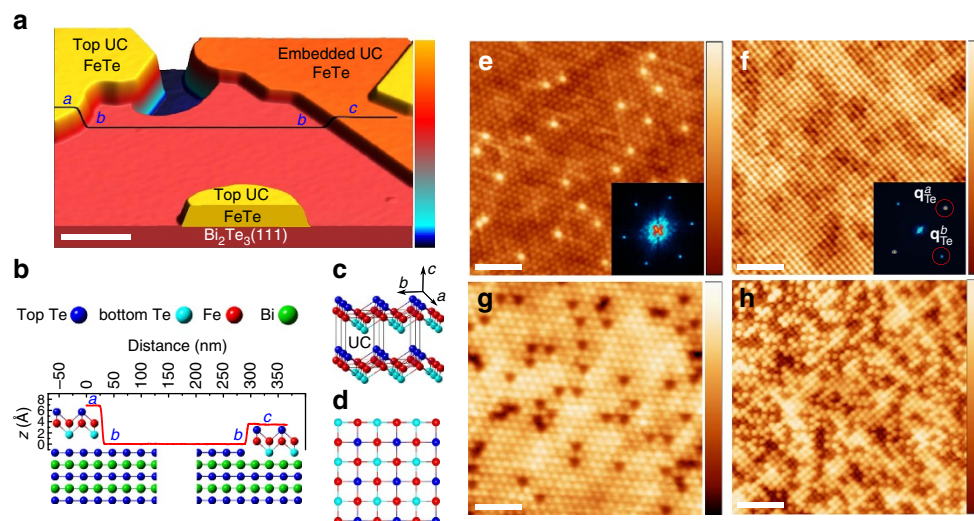 a
Top UC
FeTe
Embedded UC
FeTe
a
b
b
c
Top UC
FeTe
Bi2Te3(111)
b
Top Te
bottom Te
Fe
Bi
Distance (nm)
–50
0
50
100
150
200
250
300
350
z (Å)
8
6
4
2
0
a
b
b
c
c
c
b
a
UC
d
e
f
q^a_Te
q^b_Te
g
h